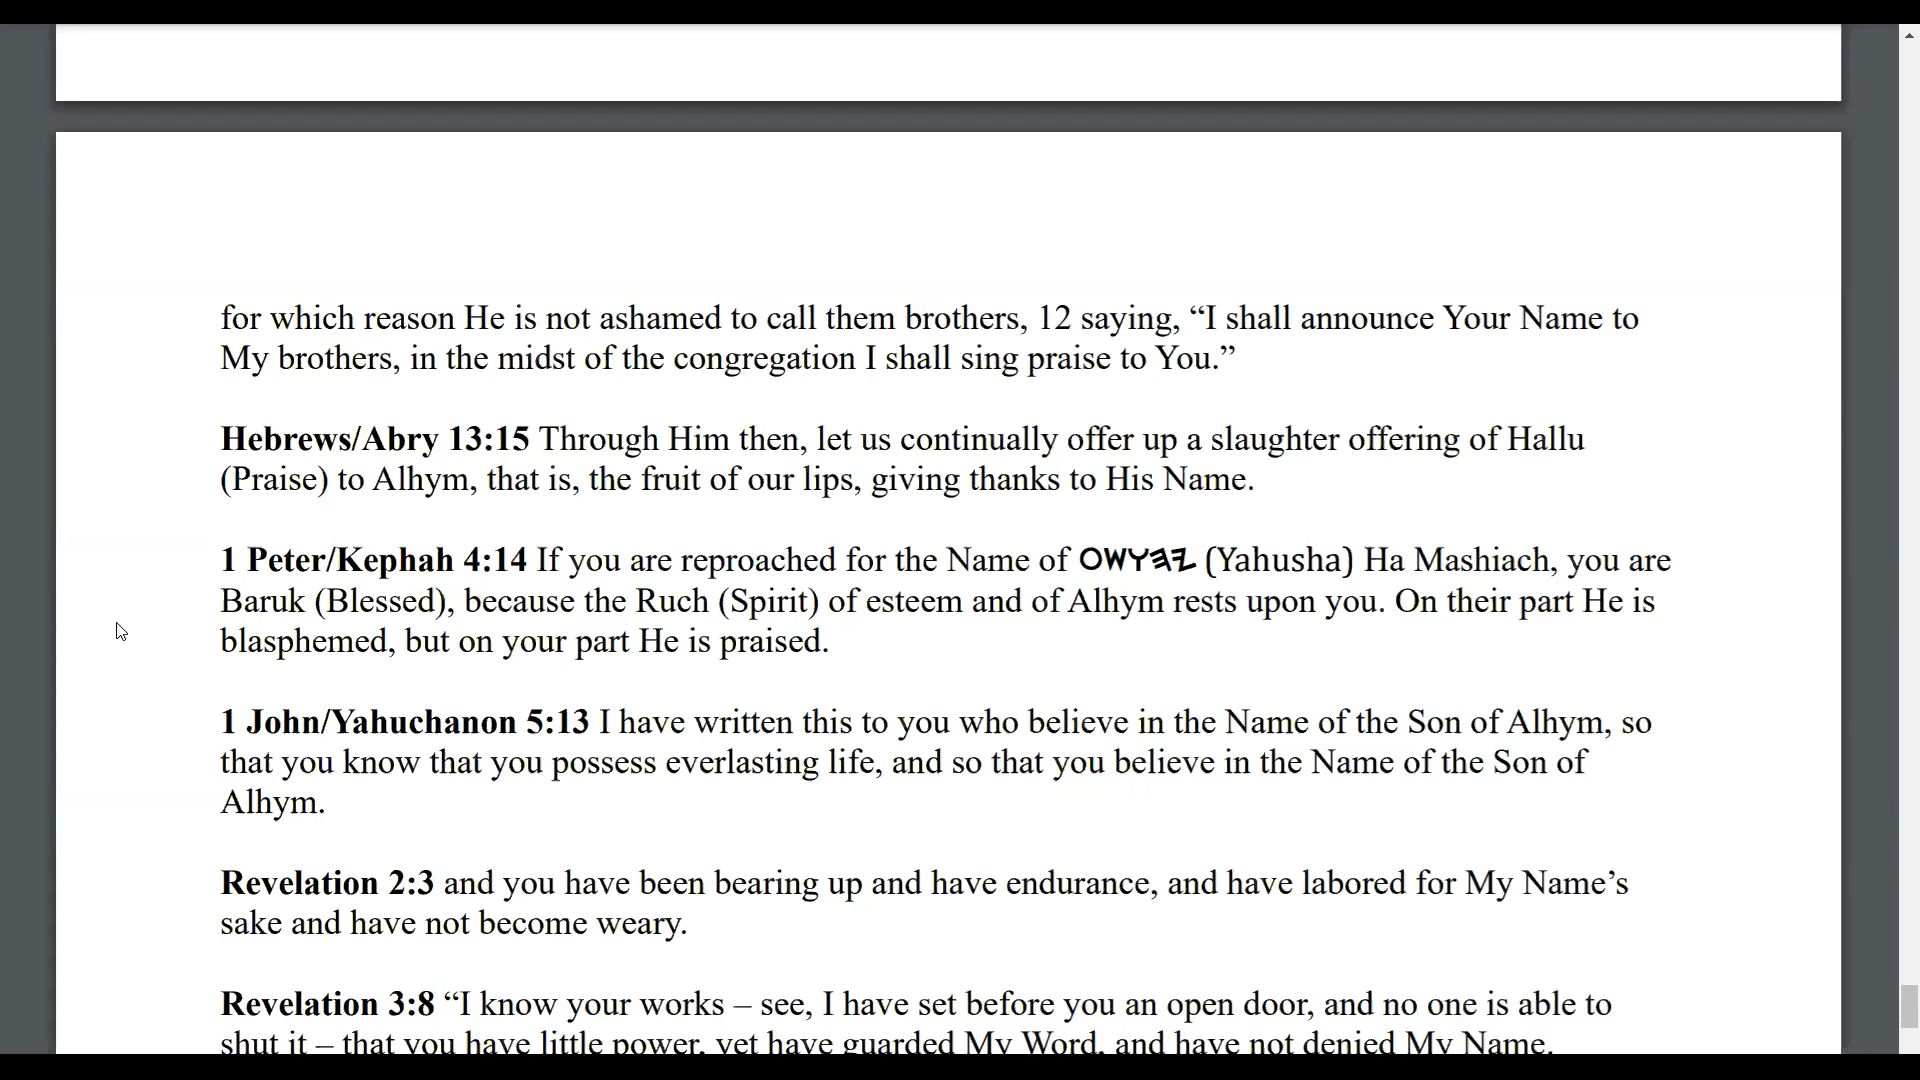 for which reason He is not ashamed to call them brothers, 12 saying, “I shall announce Your Name to
My brothers, in the midst of the congregation I shall sing praise to You.”
Hebrews/Abry 13:15 Through Him then, let us continually offer up a slaughter offering of Hallu
(Praise) to Alhym, that is, the fruit of our lips, giving thanks to His Name.
1 Peter/Kephah 4:14 If you are reproached for the Name of 𐤏𐤔𐤅𐤄𐤉 (Yahusha) Ha Mashiach, you are
Baruk (Blessed), because the Ruch (Spirit) of esteem and of Alhym rests upon you. On their part He is
blasphemed, but on your part He is praised.
1 John/Yahuchanon 5:13 I have written this to you who believe in the Name of the Son of Alhym, so
that you know that you possess everlasting life, and so that you believe in the Name of the Son of
Alhym.
Revelation 2:3 and you have been bearing up and have endurance, and have labored for My Name’s
sake and have not become weary.
Revelation 3:8 “I know your works – see, I have set before you an open door, and no one is able to
shut it – that you have little power, yet have guarded My Word, and have not denied My Name.